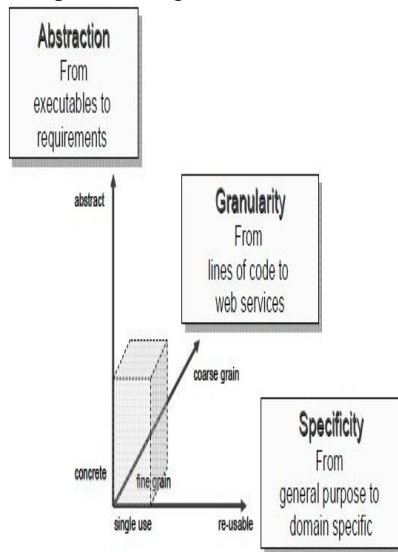 Abstraction
From
executables to
requirements
abstract
Granularity
From
lines of code to
web services
coarse grain
Specificity
From
general purpose to
domain specific
concrete
fine grain
single use
re-usable